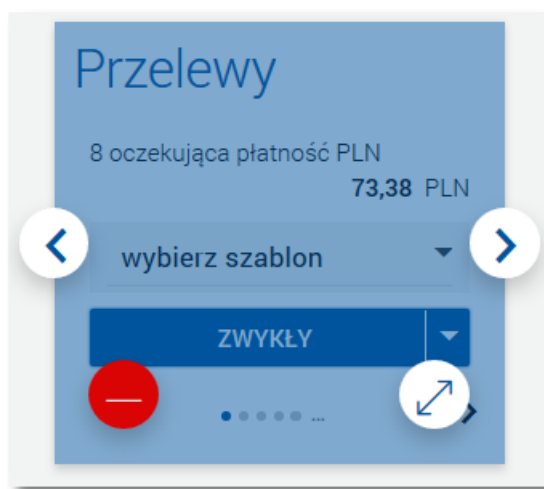 Przelewy
8 oczekująca płatność PLN
73,38 PLN
wybierz szablon
ZWYKŁY
...